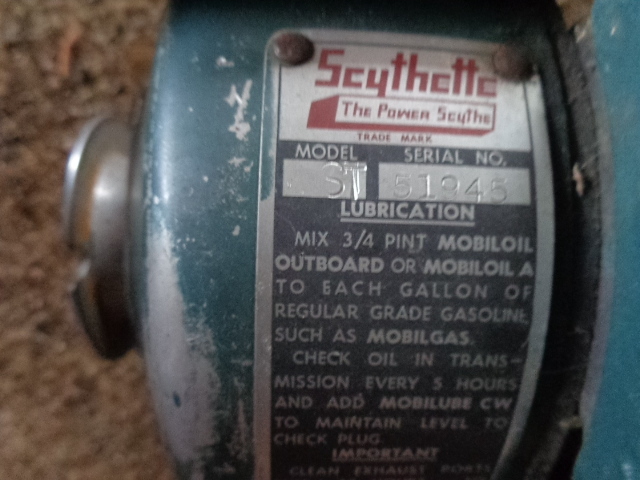 Scythette
The Power Scythe
TRADE MARK
MODEL SERIAL NO.
ST 51945
LUBRICATION
MIX 3/4 PINT MOBILOIL
OUTBOARD OR MOBILOIL A
TO EACH GALLON OF
REGULAR GRADE GASOLINE
SUCH AS MOBILGAS.
CHECK OIL IN TRANS-
MISSION EVERY 5 HOURS
AND ADD MOBILUBE CW
TO MAINTAIN LEVEL TO
CHECK PLUG.
IMPORTANT
CLEAN EXHAUST PORTS